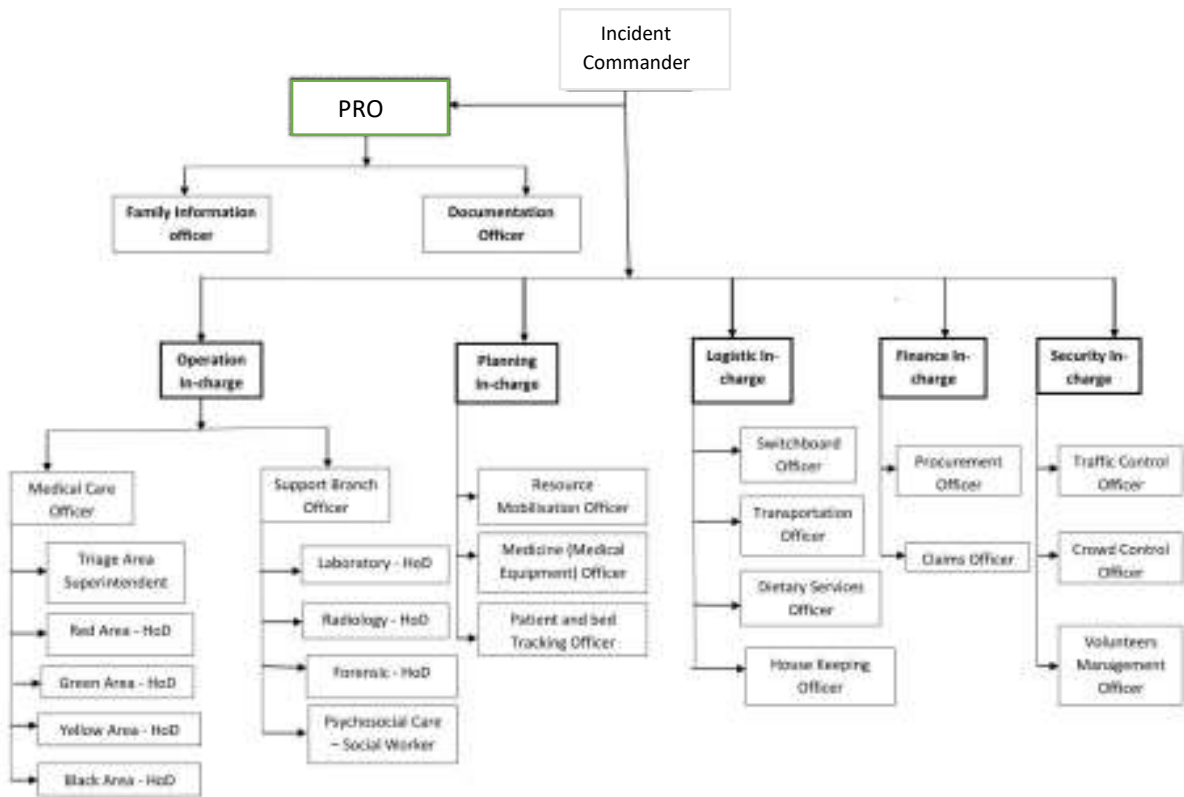 Incident
Commander
PRO
Family Information
officer
Documentation
Officer
Operation
In-charge
Planning
In-charge
Logistic In-
charge
Finance In-
charge
Security In-
charge
Medical Care
Officer
Triage Area
Superintendent
Red Area - HoD
Green Area - HoD
Yellow Area - HoD
Black Area - HoD
Support Branch
Officer
Laboratory - HoD
Radiology - HoD
Forensic - HoD
Psychosocial Care
– Social Worker
Resource
Mobilisation Officer
Medicine (Medical
Equipment) Officer
Patient and bed
Tracking Officer
Switchboard
Officer
Transportation
Officer
Dietary Services
Officer
House Keeping
Officer
Procurement
Officer
Claims Officer
Traffic Control
Officer
Crowd Control
Officer
Volunteers
Management
Officer